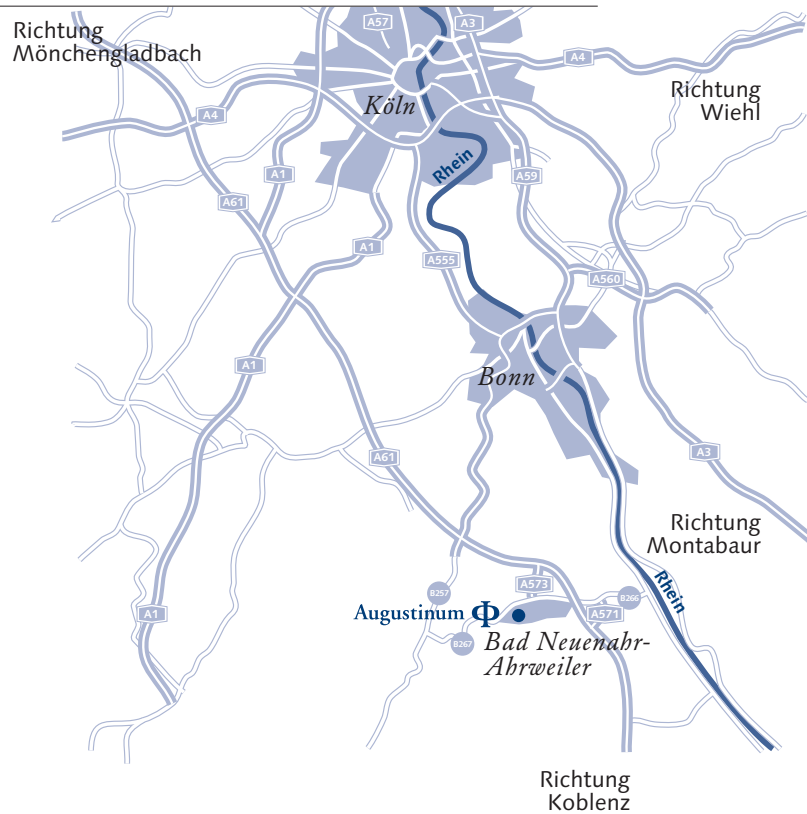 Richtung
Mönchengladbach
A57
A3
A4
Richtung
Wiehl
Köln
A4
A1
Rhein
A59
A61
A1
A555
A560
A1
Bonn
A61
A3
Richtung
Montabaur
A573
Rhein
B257
B266
A1
Augustinum Φ
A571
B267
Bad Neuenahr-
Ahrweiler
Richtung
Koblenz